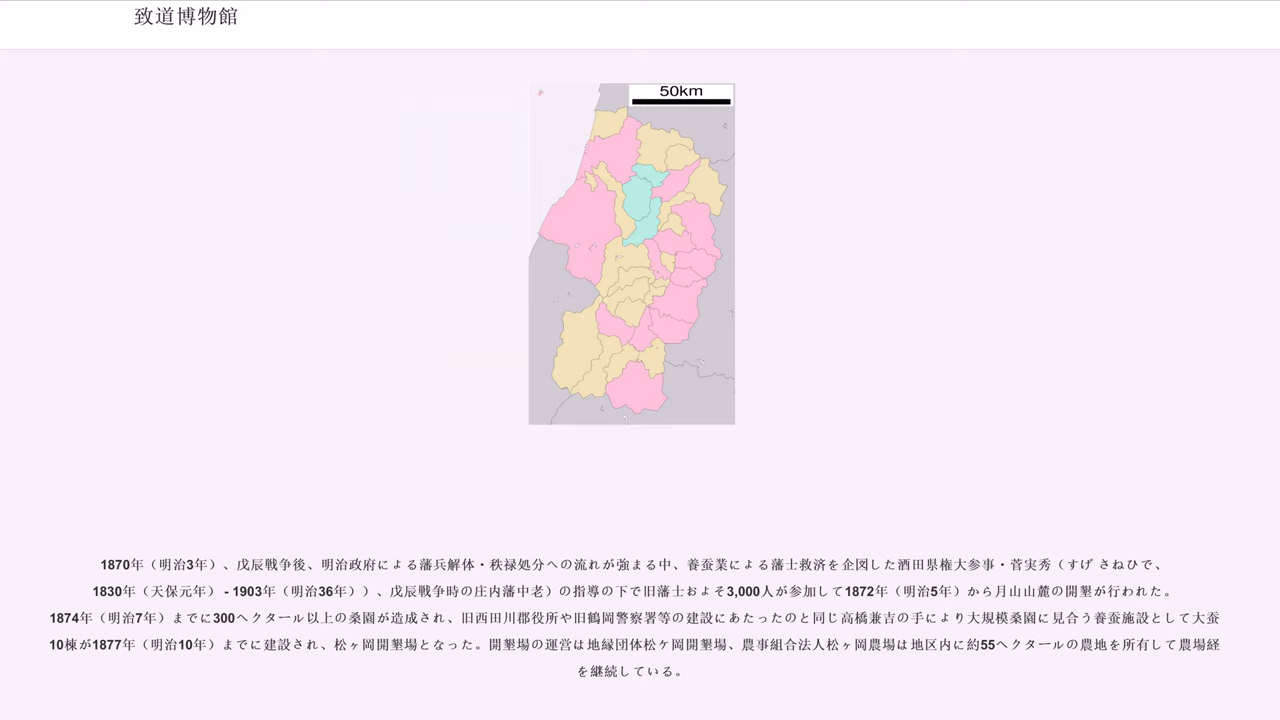 致道博物館
50km
1870年（明治3年）、戊辰戦争後、明治政府による藩兵解体・秩禄処分への流れが強まる中、養蚕業による藩士救済を企図した酒田県権大参事・菅実秀（すげ さねひで、
1830年（天保元年） - 1903年（明治36年））、戊辰戦争時の庄内藩中老）の指導の下で旧藩士およそ3,000人が参加して1872年（明治5年）から月山山麓の開墾が行われた。
1874年（明治7年）までに300ヘクタール以上の桑園が造成され、旧西田川郡役所や旧鶴岡警察署等の建設にあたったのと同じ高橋兼吉の手により大規模桑園に見合う養蚕施設として大蚕
10棟が1877年（明治10年）までに建設され、松ヶ岡開墾場となった。開墾場の運営は地縁団体松ケ岡開墾場、農事組合法人松ヶ岡農場は地区内に約55ヘクタールの農地を所有して農場経
を継続している。